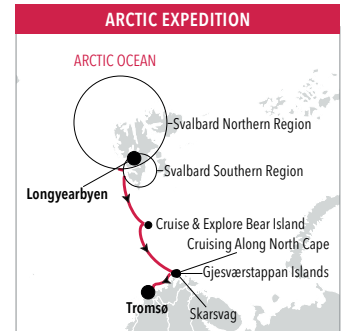 ARCTIC EXPEDITION
ARCTIC OCEAN
Svalbard Northern Region
Svalbard Southern Region
Longyearbyen
Cruise & Explore Bear Island
Cruising Along North Cape
Gjesværstappan Islands
Tromsø
Skarsvag